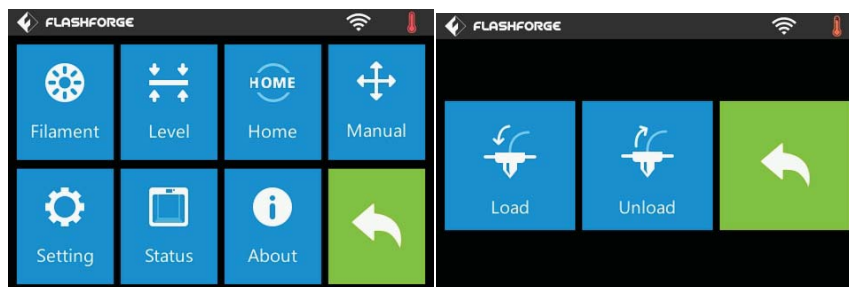 FLASHFORGE
Filament Level HOME Home Manual
Setting Status About
FLASHFORGE
Load Unload